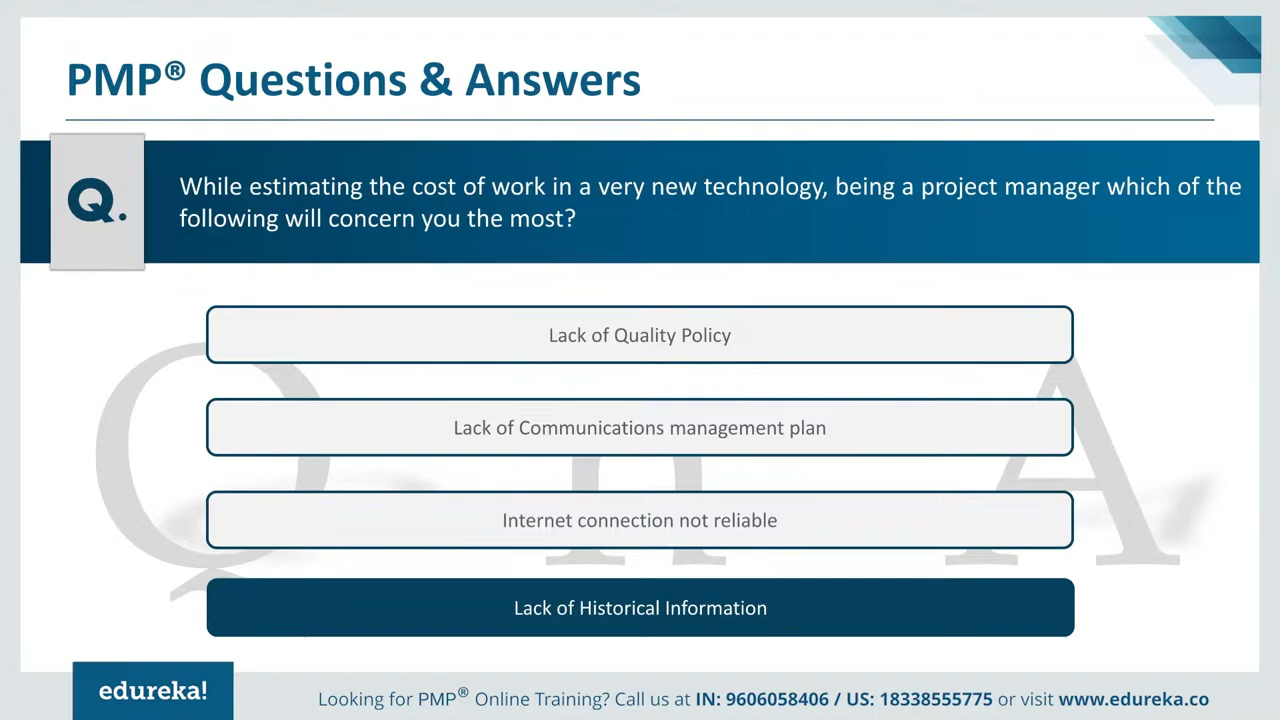 PMP® Questions & Answers
Q.
While estimating the cost of work in a very new technology, being a project manager which of the
following will concern you the most?
Lack of Quality Policy
Lack of Communications management plan
Internet connection not reliable
Lack of Historical Information
Q n A
edureka!
Looking for PMP® Online Training? Call us at IN: 9606058406 / US: 18338555775 or visit www.edureka.co